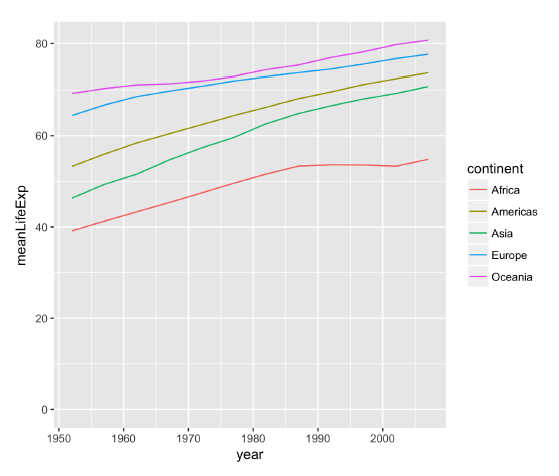 80
60
40
20
0
meanLifeExp
1950 1960 1970 1980 1990 2000
year
continent
Africa
Americas
Asia
Europe
Oceania